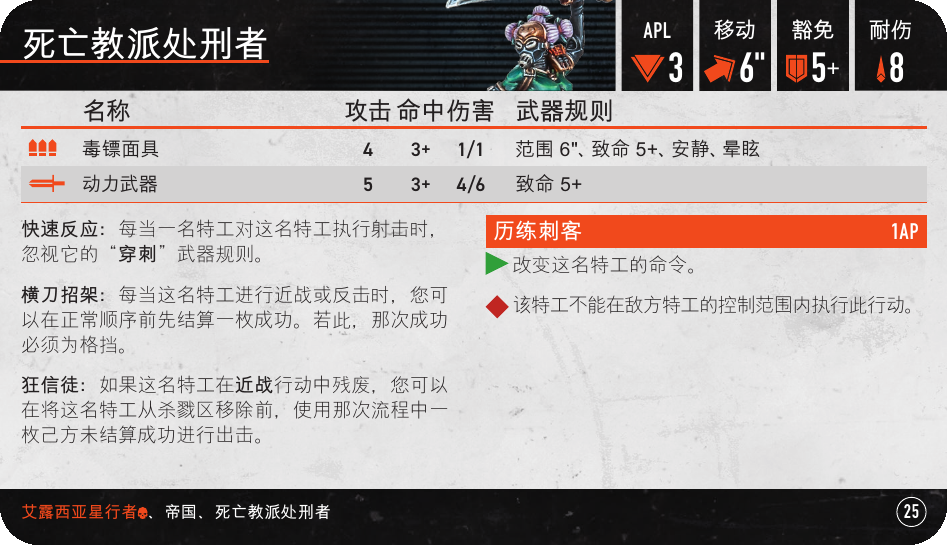 死亡教派处刑者
APL 移动 豁免 耐伤
3 6" 5+ 8
名称 攻击 命中 伤害 武器规则
毒镖面具 4 3+ 1/1 范围 6"、致命 5+、安静、晕眩
动力武器 5 3+ 4/6 致命 5+
快速反应：每当一名特工对这名特工执行射击时，
忽视它的“穿刺”武器规则。
横刀招架：每当这名特工进行近战或反击时，您可
以在正常顺序前先结算一枚成功。若此，那次成功
必须为格挡。
狂信徒：如果这名特工在近战行动中残废，您可以
在将这名特工从杀戮区移除前，使用那次流程中一
枚己方未结算成功进行出击。
历练刺客 1AP
改变这名特工的命令。
该特工不能在敌方特工的控制范围内执行此行动。
艾露西亚星行者、帝国、死亡教派处刑者
25